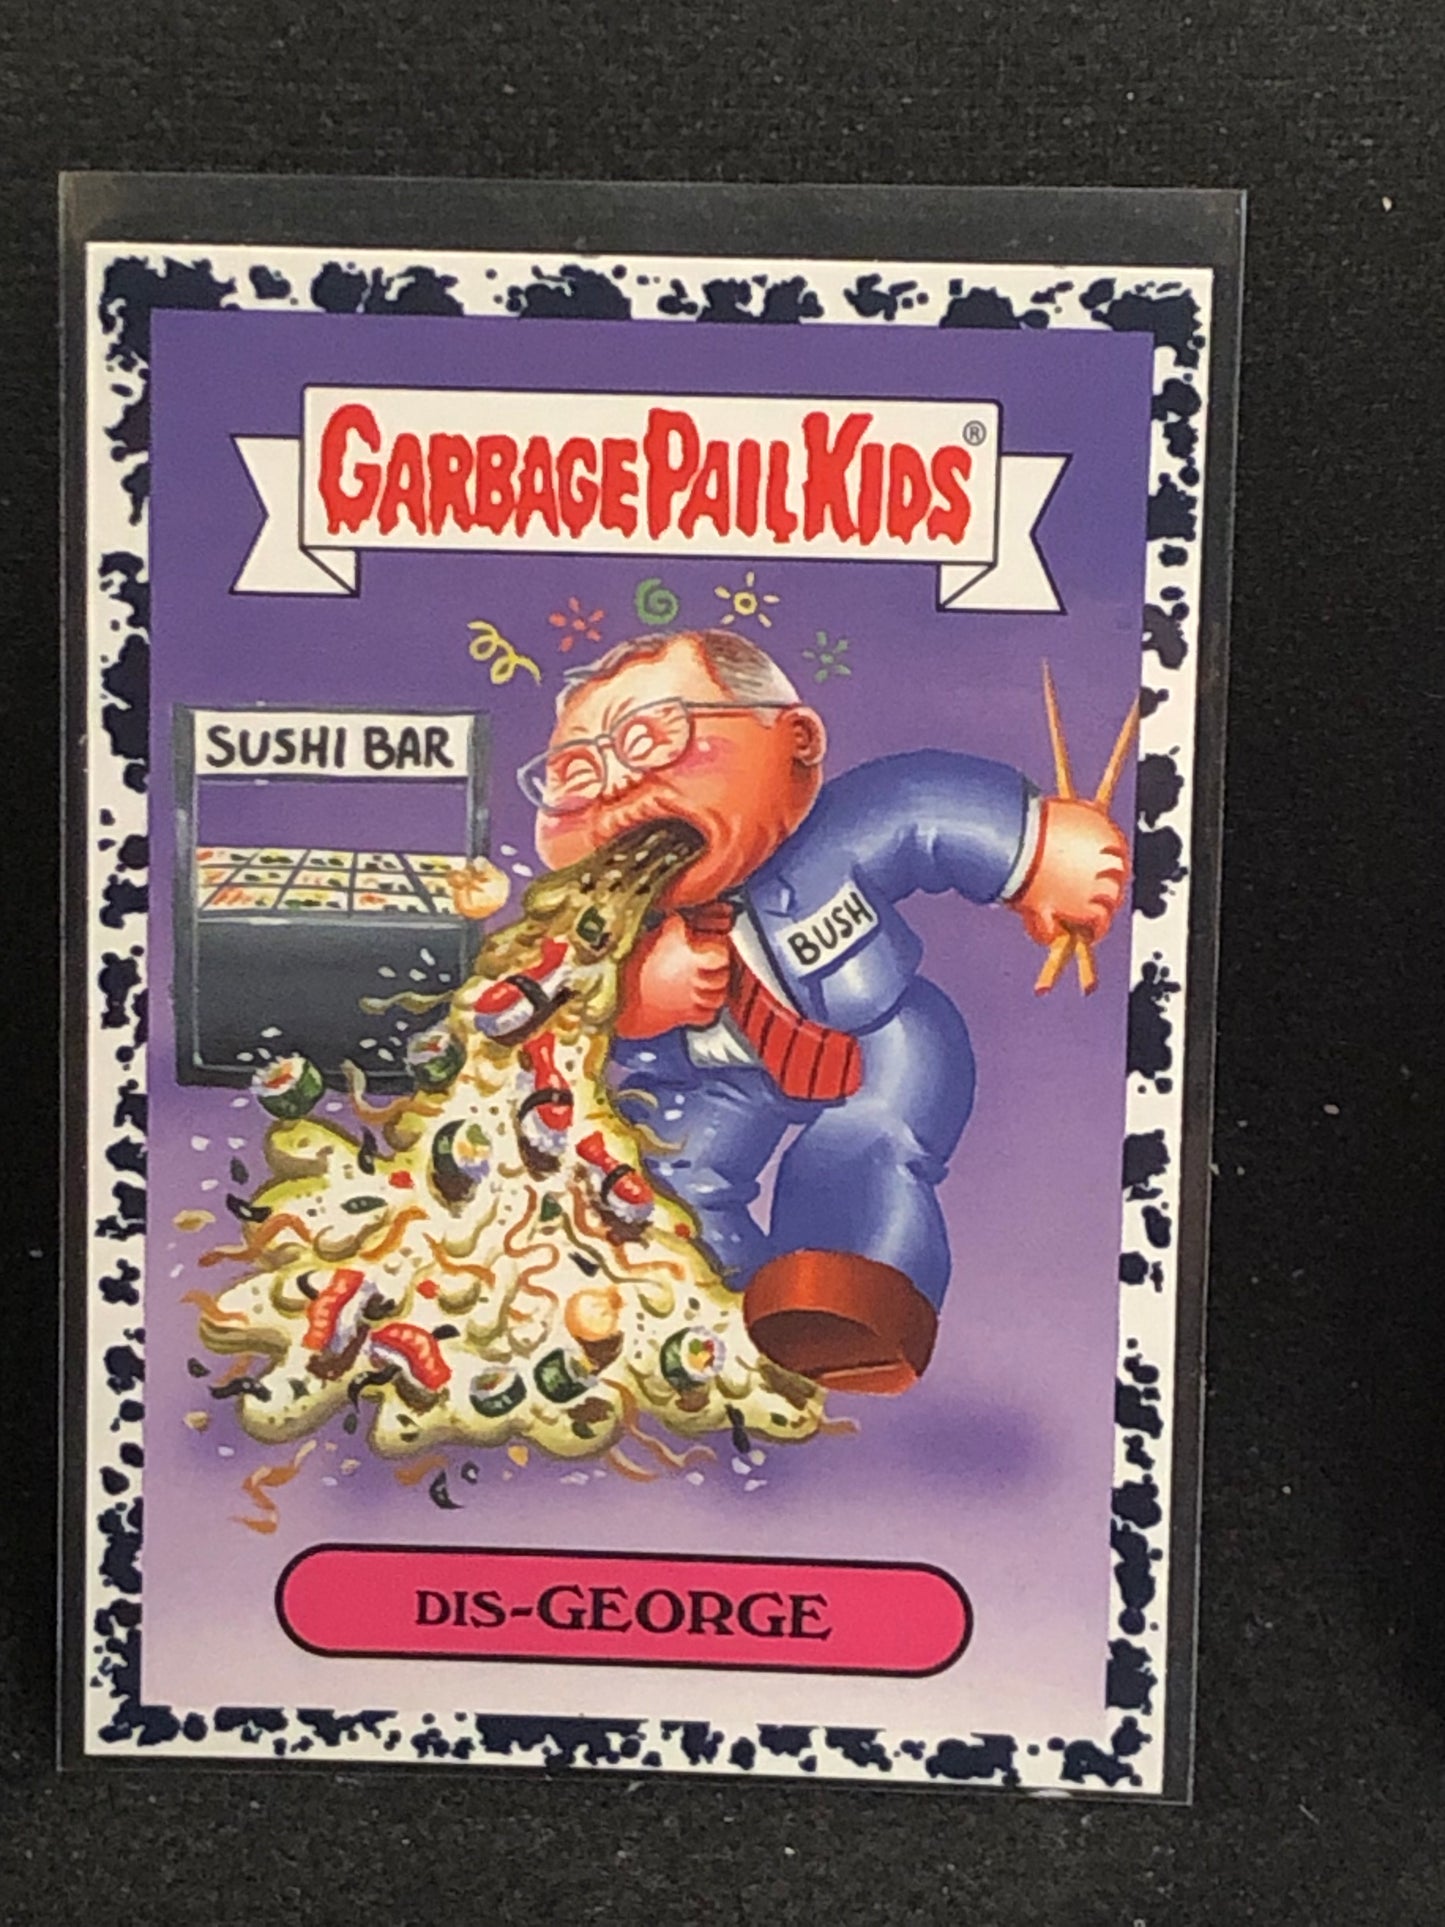 GARBAGE PAIL KIDS®
SUSHI BAR
BUSH
DIS-GEORGE